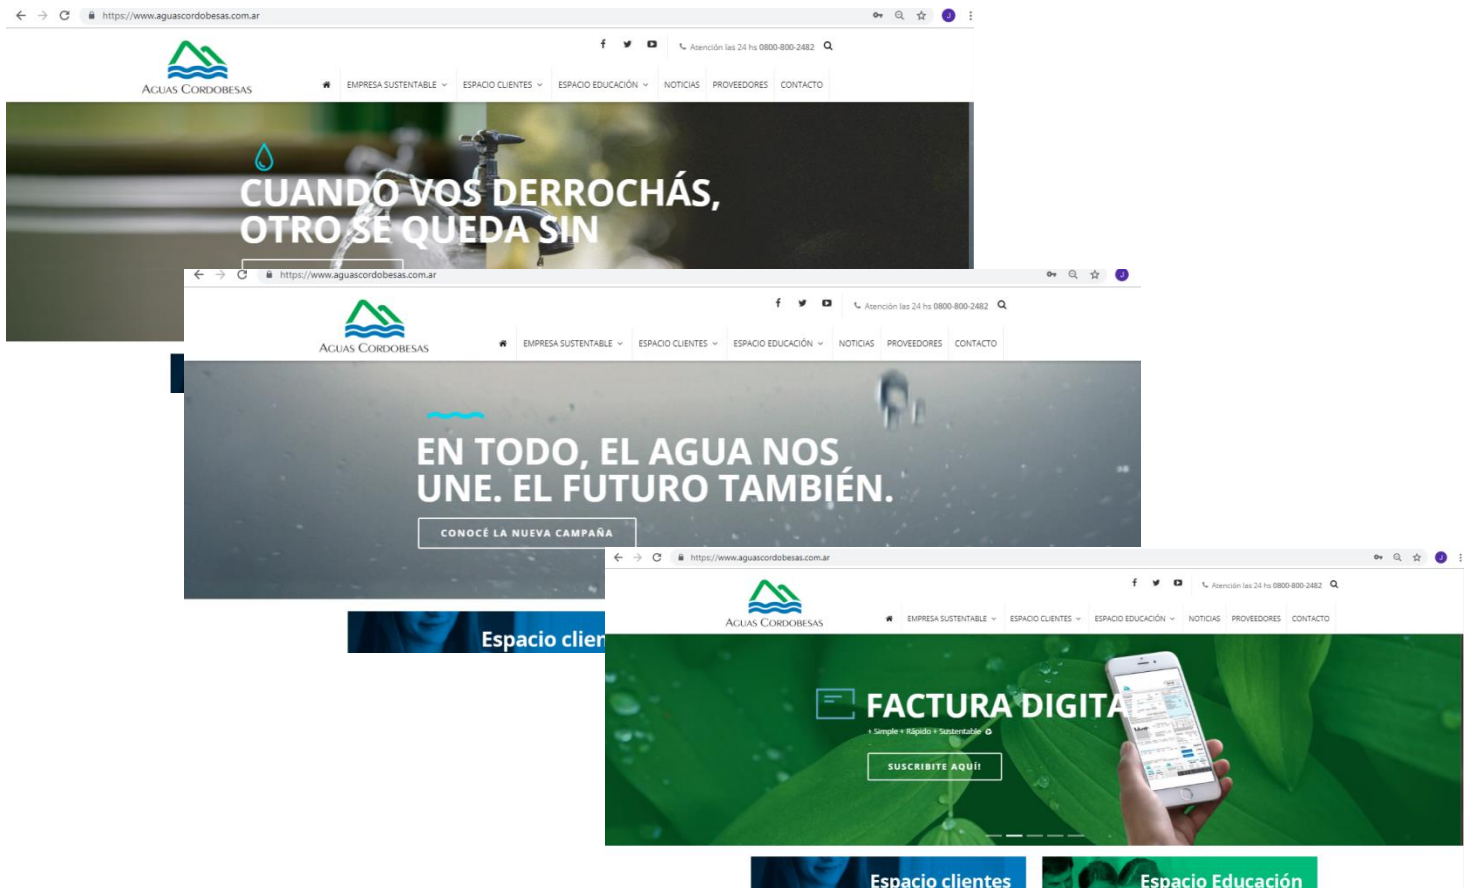 https://www.aguascordobesas.com.ar
Atención las 24 hs 0800-800-2482
AGUAS CORDOBESAS
EMPRESA SUSTENTABLE ESPACIO CLIENTES ESPACIO EDUCACIÓN NOTICIAS PROVEEDORES CONTACTO
CUANDO VOS DERROCHÁS,
OTRO SE QUEDA SIN
https://www.aguascordobesas.com.ar
Atención las 24 hs 0800-800-2482
AGUAS CORDOBESAS
EMPRESA SUSTENTABLE ESPACIO CLIENTES ESPACIO EDUCACIÓN NOTICIAS PROVEEDORES CONTACTO
EN TODO, EL AGUA NOS
UNE. EL FUTURO TAMBIÉN.
CONOCÉ LA NUEVA CAMPAÑA
Espacio clien
https://www.aguascordobesas.com.ar
Atención las 24 hs 0800-800-2482
AGUAS CORDOBESAS
EMPRESA SUSTENTABLE ESPACIO CLIENTES ESPACIO EDUCACIÓN NOTICIAS PROVEEDORES CONTACTO
FACTURA DIGITA
+ Simple + Rápido + Sustentable
SUSCRIBITE AQUÍ!
Espacio clientes
Espacio Educación